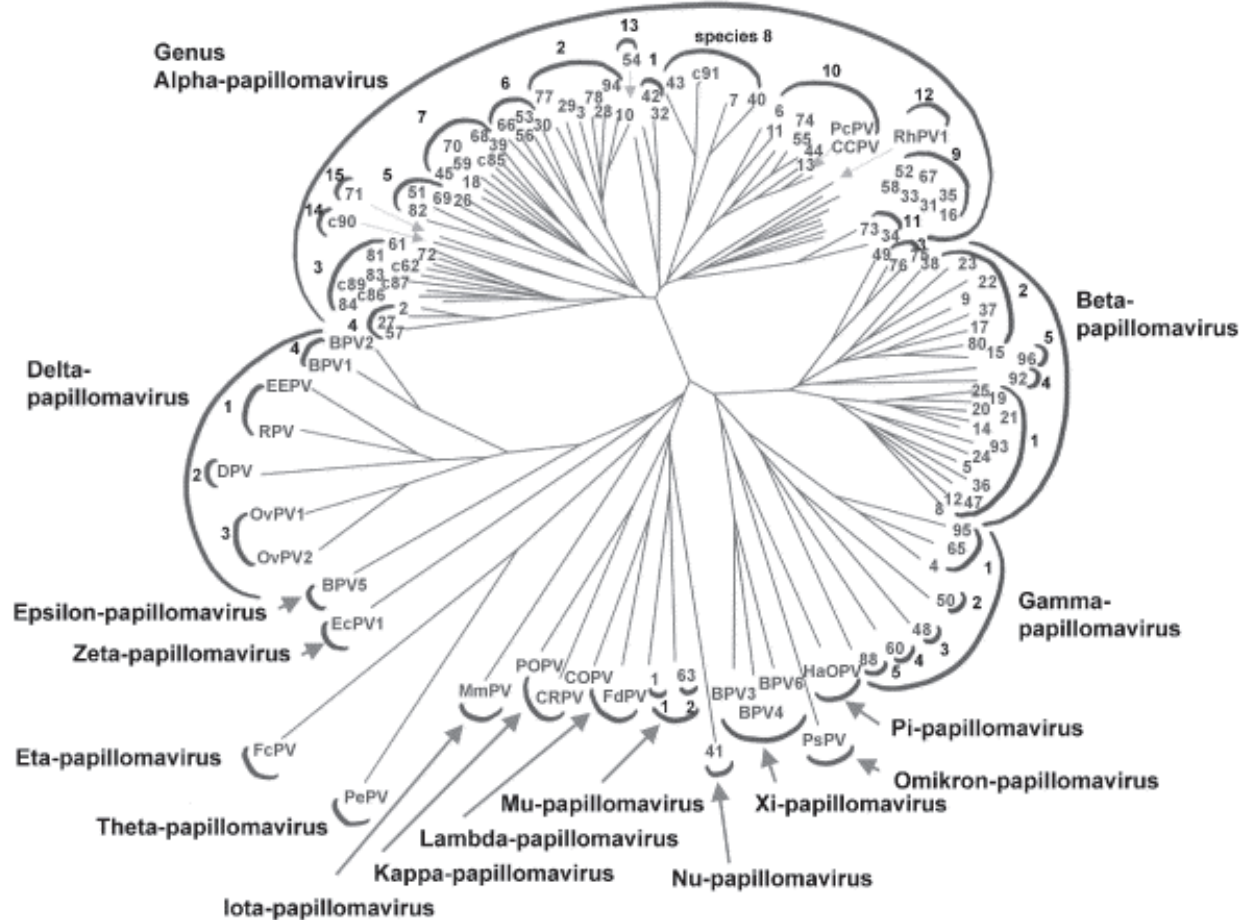 Genus
Alpha-papillomavirus
13
54
2
1
species 8
43
c91
7
40
10
6
11
74
55
44
13
PcPV
CCPV
12
RhPV1
9
52
67
58
33
31
35
16
11
73
34
6
77
29
3
78
94
28
10
42
32
7
66
53
56
30
70
68
39
59
c85
45
18
5
51
69
26
82
15
71
14
c90
3
61
81
72
c62
83
c89
c87
c86
84
4
2
27
57
Delta-
papillomavirus
4
BPV2
BPV1
1
EEPV
RPV
2
DPV
3
OvPV1
OvPV2
Beta-
papillomavirus
3
49
76
75
38
23
22
2
9
37
17
80
15
5
96
92
4
25
19
20
21
14
93
1
24
5
36
12
47
8
Gamma-
papillomavirus
95
65
4
1
50
2
48
3
60
4
88
5
Epsilon-papillomavirus
BPV5
Zeta-papillomavirus
EcPV1
Eta-papillomavirus
FcPV
Theta-papillomavirus
PePV
Iota-papillomavirus
MmPV
Kappa-papillomavirus
POPV
CRPV
Lambda-papillomavirus
COPV
FdPV
Mu-papillomavirus
1
63
1
2
Nu-papillomavirus
41
Xi-papillomavirus
BPV3
BPV4
BPV6
Omikron-papillomavirus
PsPV
Pi-papillomavirus
HaOPV